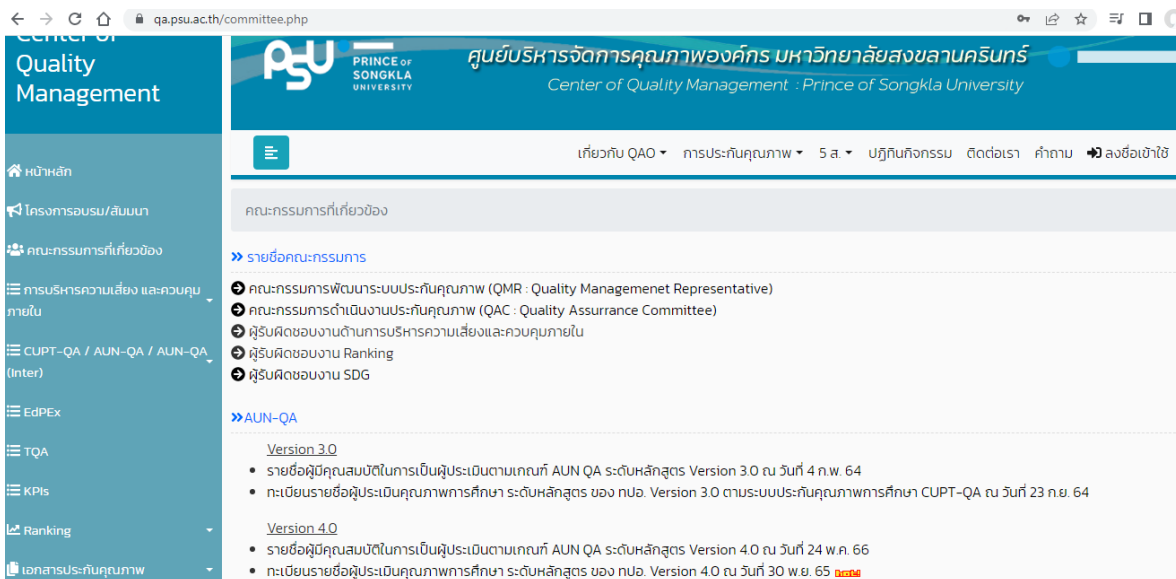 qa.psu.ac.th/committee.php
Center of
Quality
Management
PSU
PRINCE OF
SONGKLA
UNIVERSITY
ศูนย์บริหารจัดการคุณภาพองค์กร มหาวิทยาลัยสงขลานครินทร์
Center of Quality Management : Prince of Songkla University
เกี่ยวกับ QAO การประกันคุณภาพ 5 ส. ปฏิทินกิจกรรม ติดต่อเรา คำถาม ลงชื่อเข้าใช้
หน้าหลัก
โครงการอบรม/สัมมนา
คณะกรรมการที่เกี่ยวข้อง
การบริหารความเสี่ยง และควบคุม
ภายใน
CUPT-QA / AUN-QA / AUN-QA
(Inter)
EdPEx
TQA
KPIs
Ranking
เอกสารประกันคุณภาพ
คณะกรรมการที่เกี่ยวข้อง
» รายชื่อคณะกรรมการ
คณะกรรมการพัฒนาระบบประกันคุณภาพ (QMR : Quality Managemenet Representative)
คณะกรรมการดำเนินงานประกันคุณภาพ (QAC : Quality Assurrance Committee)
ผู้รับผิดชอบงานด้านการบริหารความเสี่ยงและควบคุมภายใน
ผู้รับผิดชอบงาน Ranking
ผู้รับผิดชอบงาน SDG
»AUN-QA
Version 3.0
• รายชื่อผู้มีคุณสมบัติในการเป็นผู้ประเมินตามเกณฑ์ AUN QA ระดับหลักสูตร Version 3.0 ณ วันที่ 4 ก.พ. 64
• ทะเบียนรายชื่อผู้ประเมินคุณภาพการศึกษา ระดับหลักสูตร ของ ทปอ. Version 3.0 ตามระบบประกันคุณภาพการศึกษา CUPT-QA ณ วันที่ 23 ก.ย. 64
Version 4.0
• รายชื่อผู้มีคุณสมบัติในการเป็นผู้ประเมินตามเกณฑ์ AUN QA ระดับหลักสูตร Version 4.0 ณ วันที่ 24 พ.ค. 66
• ทะเบียนรายชื่อผู้ประเมินคุณภาพการศึกษา ระดับหลักสูตร ของ ทปอ. Version 4.0 ณ วันที่ 30 พ.ย. 65